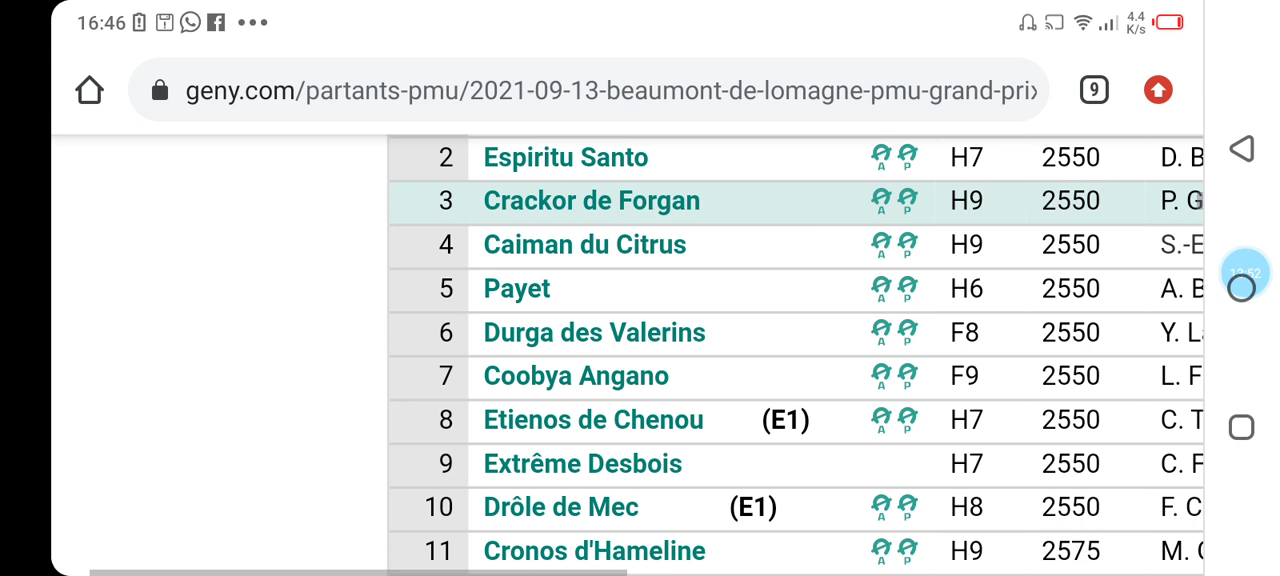 16:46 4.4 K/s
geny.com/partants-pmu/2021-09-13-beaumont-de-lomagne-pmu-grand-prix 9
2 Espiritu Santo A P H7 2550 D. B
3 Crackor de Forgan A P H9 2550 P. G
4 Caiman du Citrus A P H9 2550 S.-E
5 Payet A P H6 2550 A. B
6 Durga des Valerins A P F8 2550 Y. L
7 Coobya Angano A P F9 2550 L. F
8 Etienos de Chenou (E1) A P H7 2550 C. T
9 Extrême Desbois H7 2550 C. F
10 Drôle de Mec (E1) A P H8 2550 F. C
11 Cronos d'Hameline A P H9 2575 M.